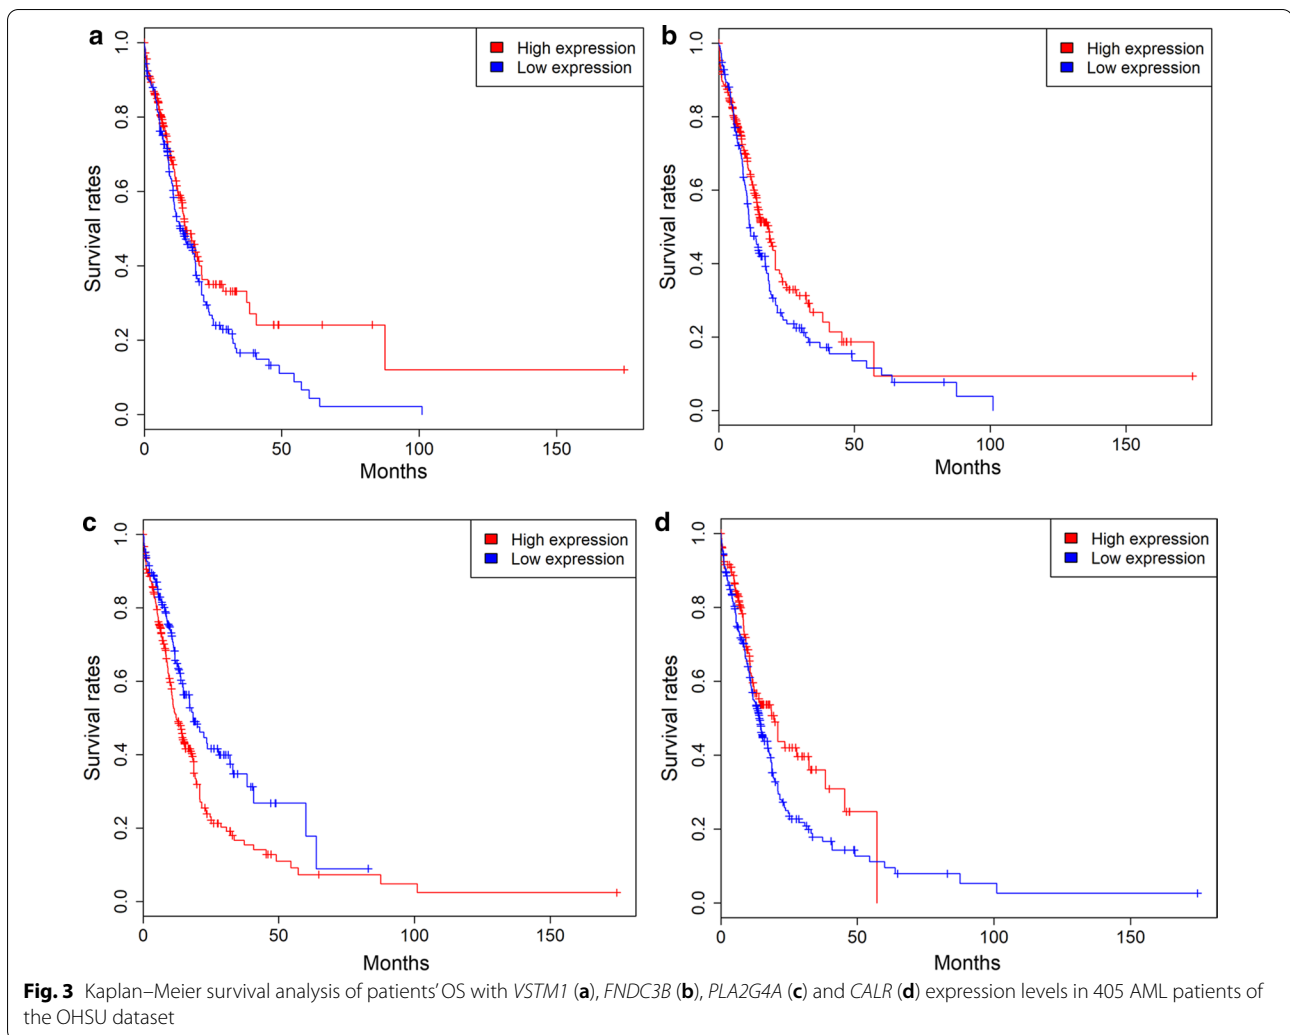 a
High expression
Low expression
Survival rates
0.0 0.2 0.4 0.6 0.8 1.0
0 50 100 150
Months
b
High expression
Low expression
Survival rates
0.0 0.2 0.4 0.6 0.8 1.0
0 50 100 150
Months
c
High expression
Low expression
Survival rates
0.0 0.2 0.4 0.6 0.8 1.0
0 50 100 150
Months
d
High expression
Low expression
Survival rates
0.0 0.2 0.4 0.6 0.8 1.0
0 50 100 150
Months
Fig. 3 Kaplan–Meier survival analysis of patients' OS with VSTM1 (a), FNDC3B (b), PLA2G4A (c) and CALR (d) expression levels in 405 AML patients of
the OHSU dataset